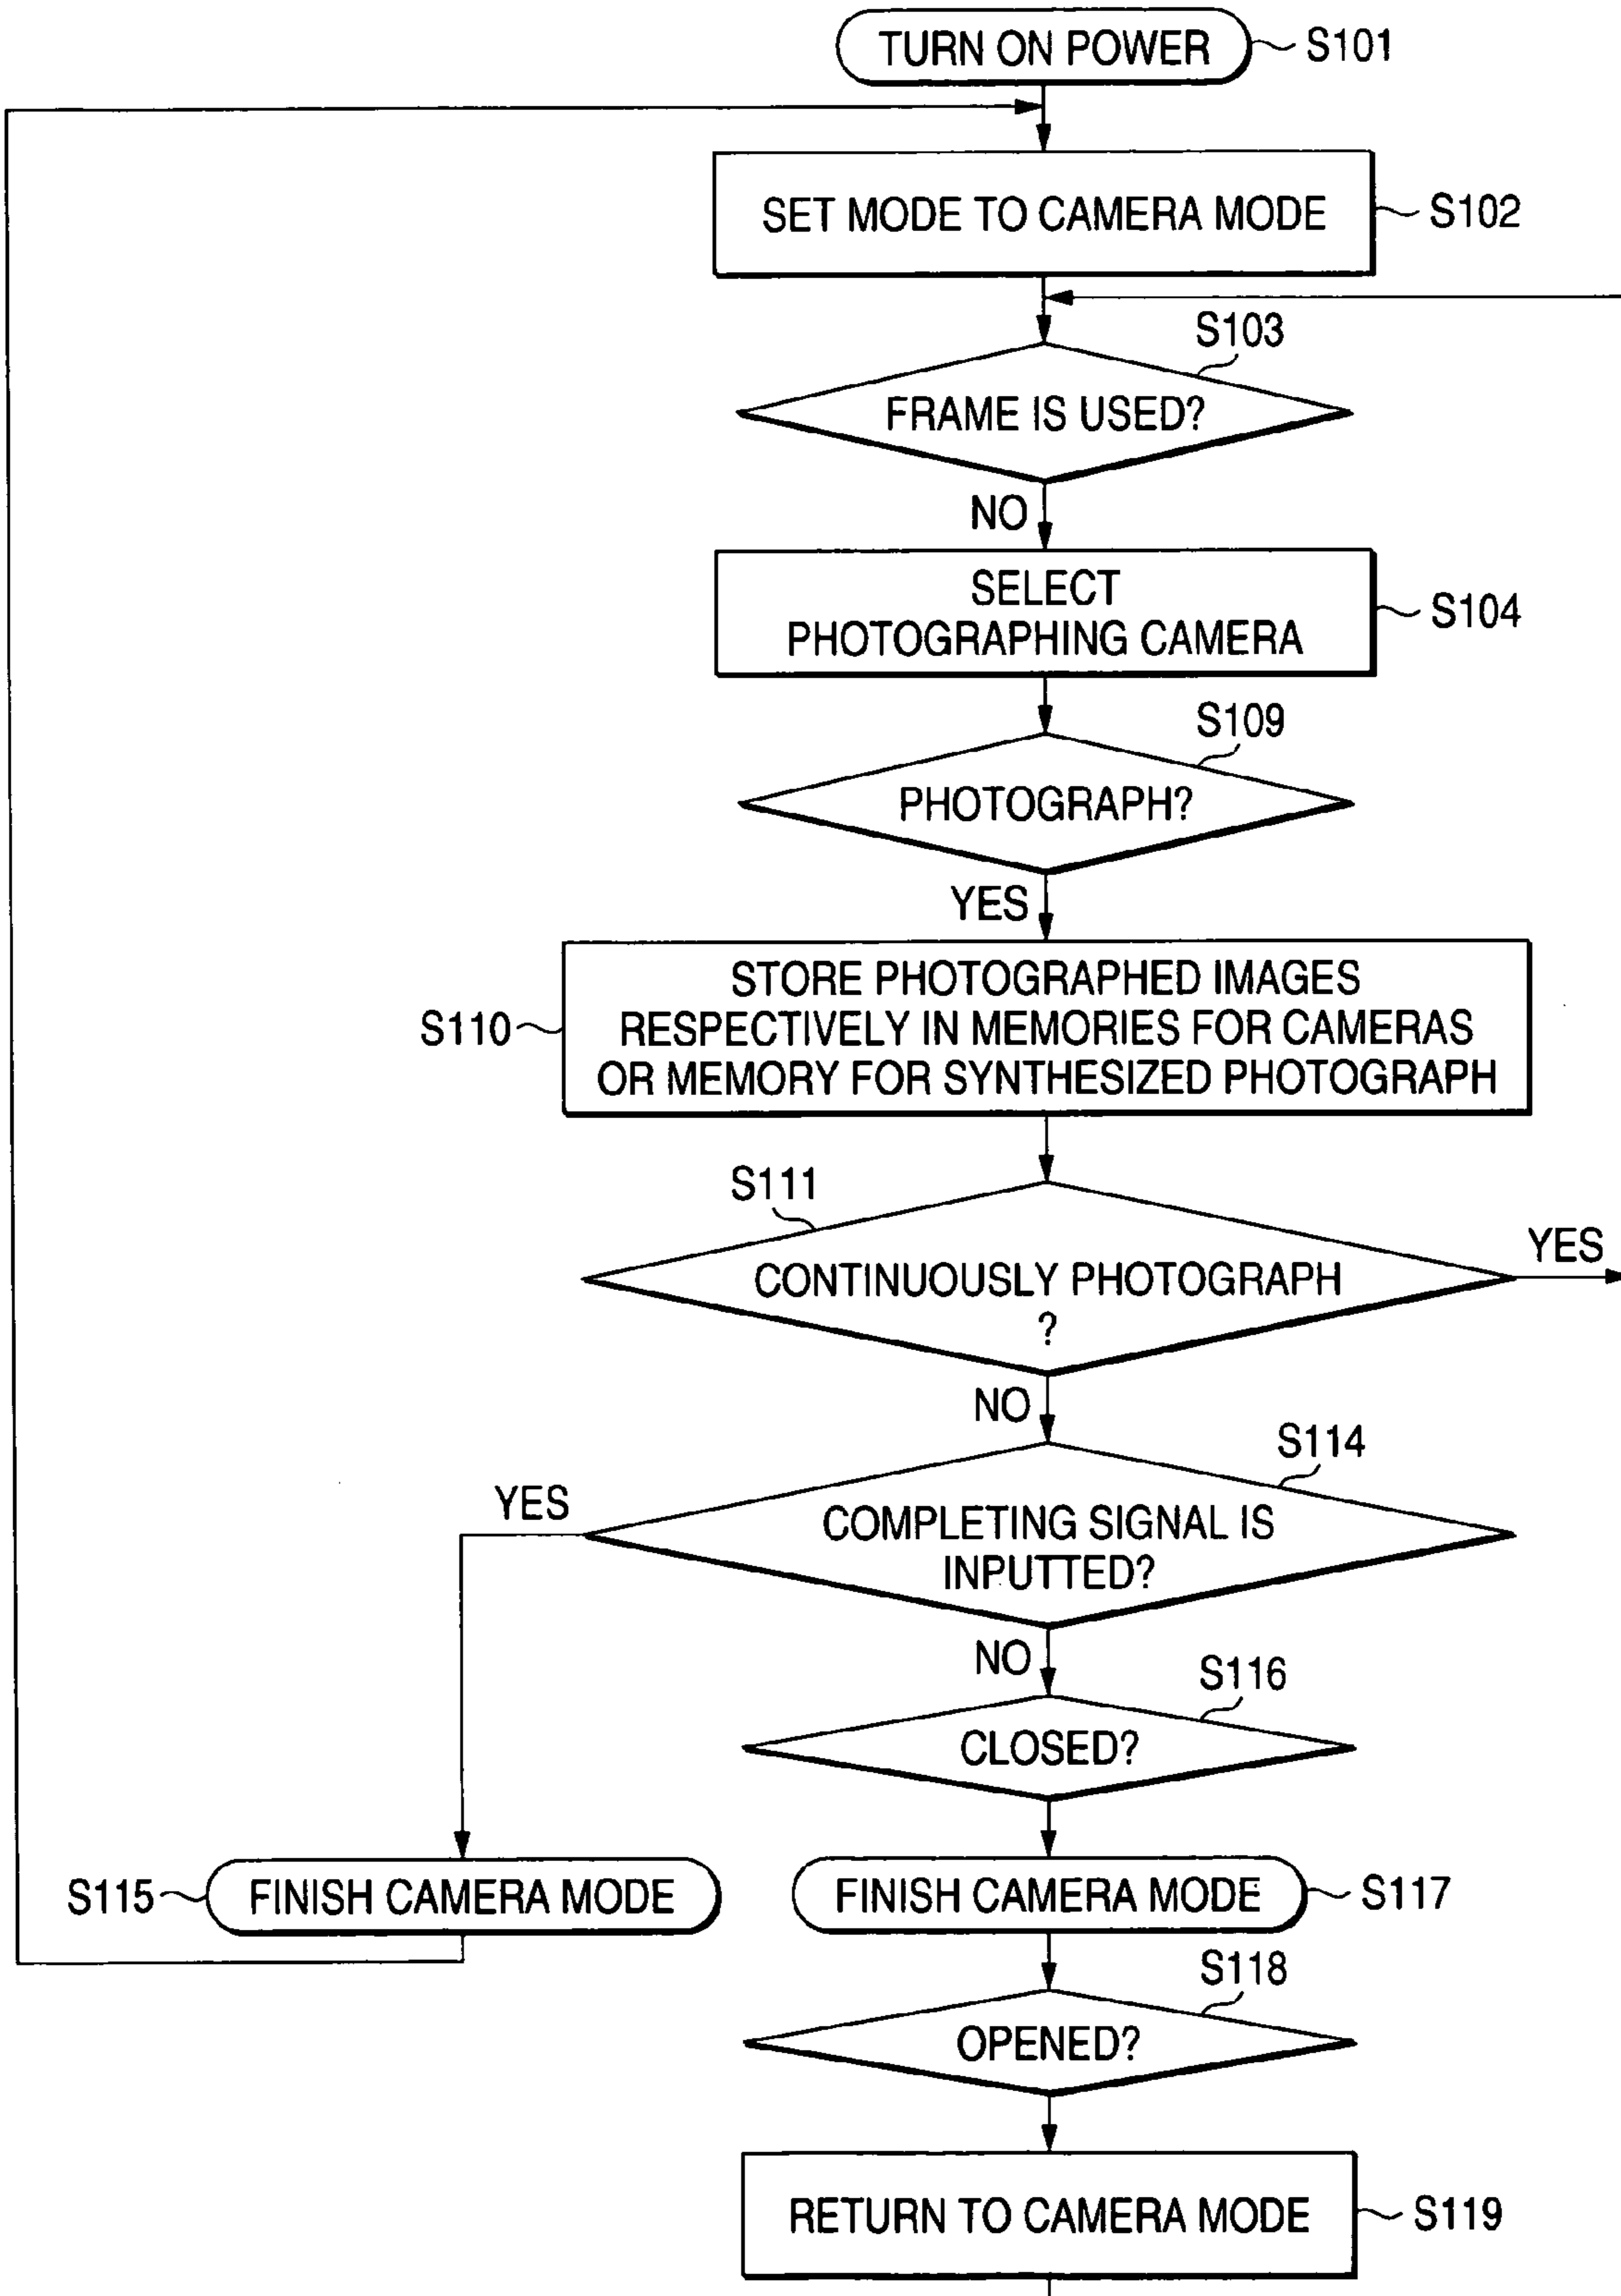 TURN ON POWER S101
SET MODE TO CAMERA MODE S102
S103
FRAME IS USED?
NO
SELECT
PHOTOGRAPHING CAMERA
S104
S109
PHOTOGRAPH?
YES
STORE PHOTOGRAPHED IMAGES
S110 RESPECTIVELY IN MEMORIES FOR CAMERAS
OR MEMORY FOR SYNTHESIZED PHOTOGRAPH
S111
YES
CONTINUOUSLY PHOTOGRAPH
?
NO
S114
YES
COMPLETING SIGNAL IS
INPUTTED?
NO
S116
CLOSED?
S115 FINISH CAMERA MODE
FINISH CAMERA MODE S117
S118
OPENED?
RETURN TO CAMERA MODE S119